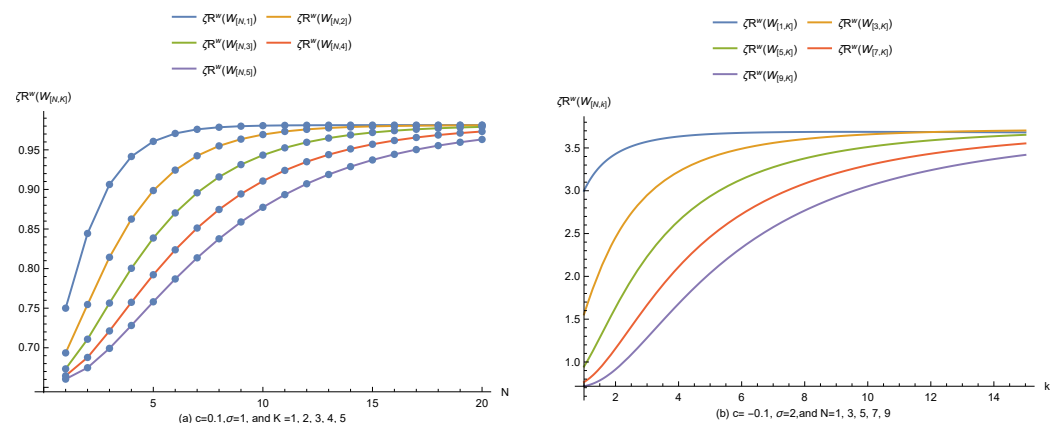 ζR^w(W_[N,1]) ζR^w(W_[N,2])
ζR^w(W_[N,3]) ζR^w(W_[N,4])
ζR^w(W_[N,5])
ζR^w(W_[N,K])
0.95
0.90
0.85
0.80
0.75
0.70
5 10 15 20 N
(a) c=0.1,σ=1, and K =1, 2, 3, 4, 5
ζR^w(W_[1,K]) ζR^w(W_[3,K])
ζR^w(W_[5,K]) ζR^w(W_[7,K])
ζR^w(W_[9,K])
ζR^w(W_[N,k])
3.5
3.0
2.5
2.0
1.5
1.0
2 4 6 8 10 12 14 k
(b) c= −0.1, σ=2,and N=1, 3, 5, 7, 9